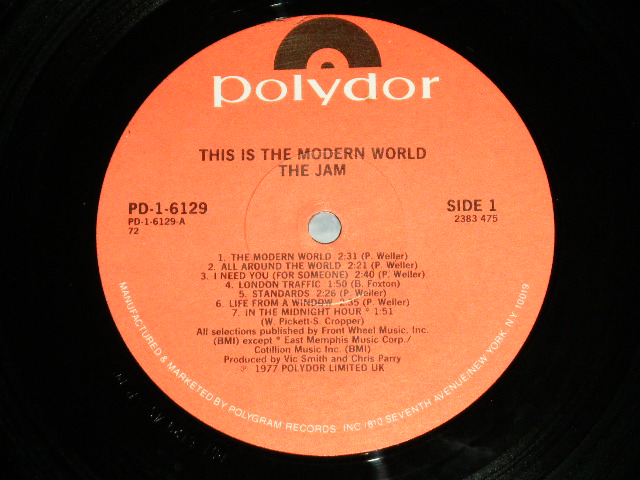 polydor
THIS IS THE MODERN WORLD
THE JAM
PD-1-6129
PD-1-6129-A
72
SIDE 1
2383 475
1. THE MODERN WORLD 2:31 (P. Weller)
2. ALL AROUND THE WORLD 2:21 (P. Weller)
3. I NEED YOU (FOR SOMEONE) 2:40 (P. Weller)
4. LONDON TRAFFIC 1:50 (B. Foxton)
5. STANDARDS 2:26 (P. Weller)
6. LIFE FROM A WINDOW 2:35 (P. Weller)
7. IN THE MIDNIGHT HOUR * 1:51
(W. Pickett-S. Cropper)
All selections published by Front Wheel Music, Inc.
(BMI) except * East Memphis Music Corp./
Cotillion Music Inc. (BMI)
Produced by Vic Smith and Chris Parry
℗ 1977 POLYDOR LIMITED UK
MANUFACTURED & MARKETED BY POLYGRAM RECORDS, INC./810 SEVENTH AVENUE/NEW YORK, NY 10019